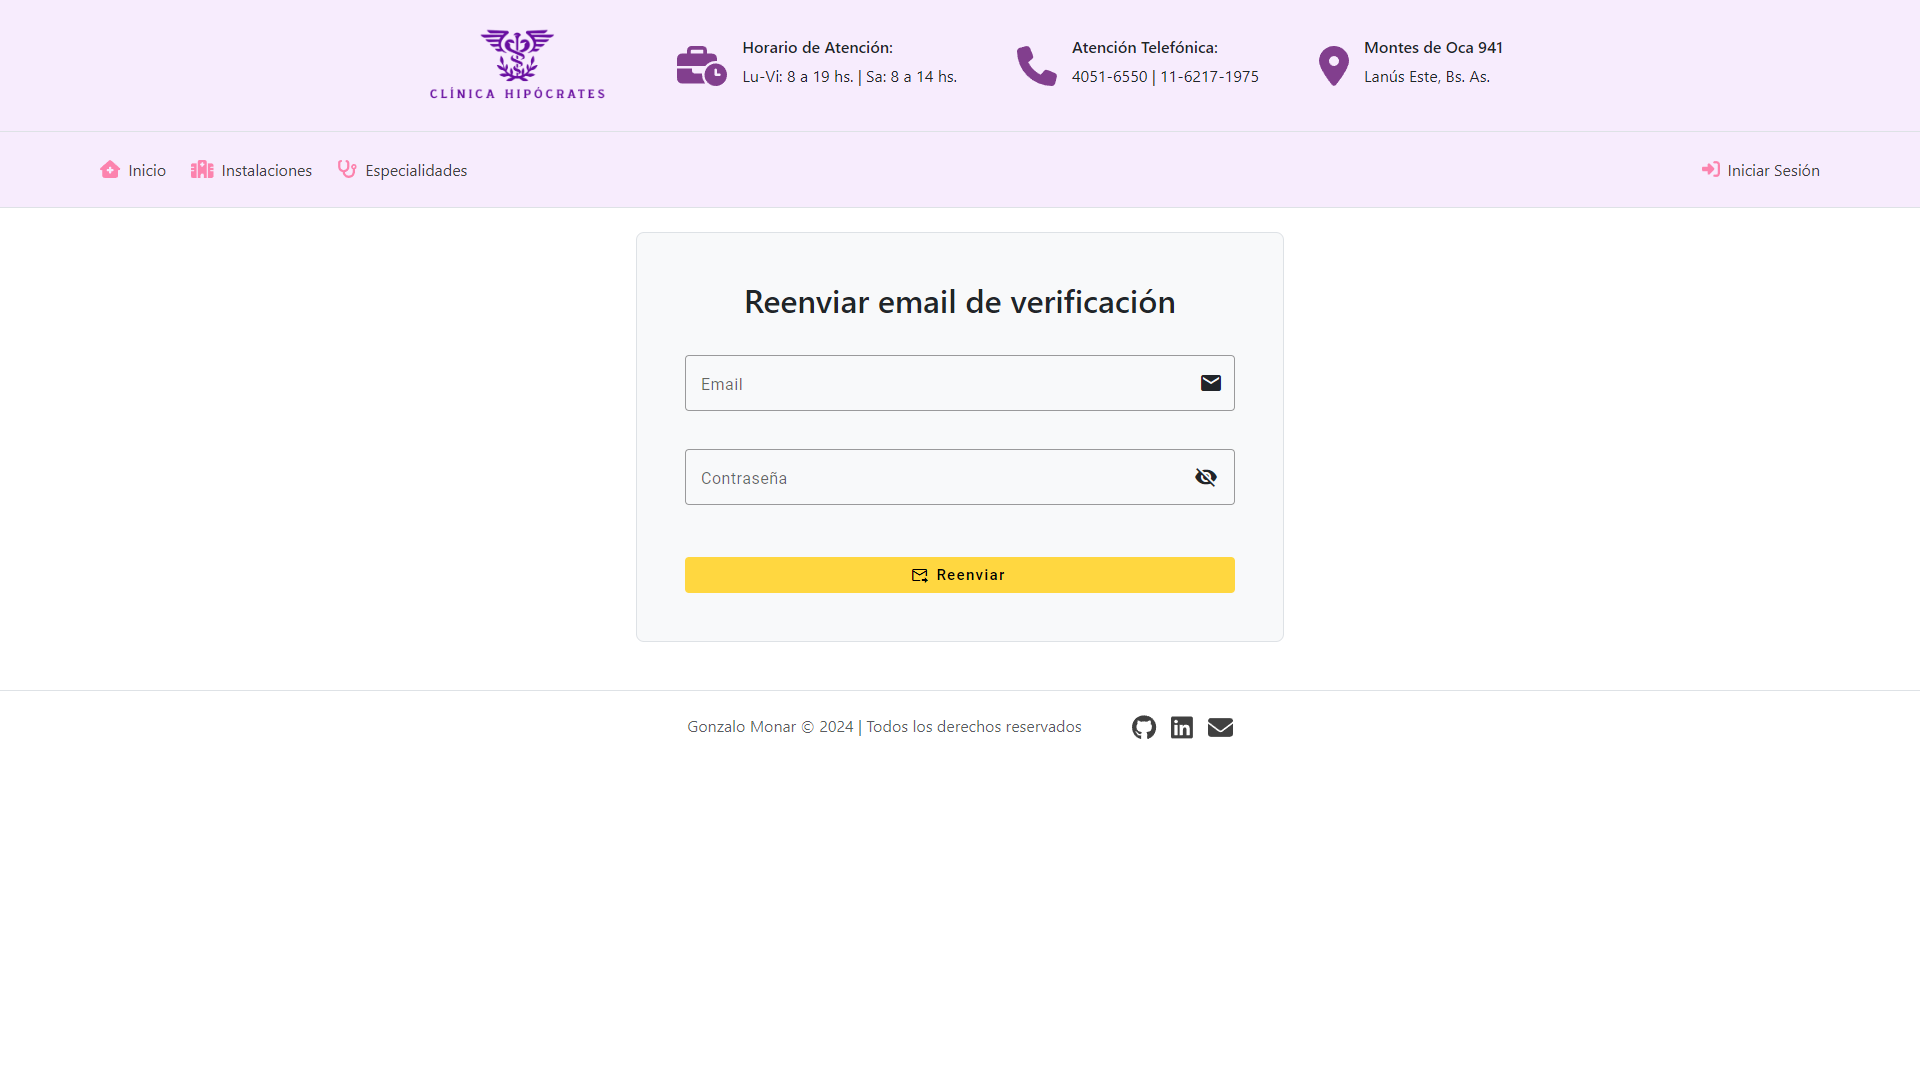 CLÍNICA HIPÓCRATES
Horario de Atención:
Lu-Vi: 8 a 19 hs. | Sa: 8 a 14 hs.
Atención Telefónica:
4051-6550 | 11-6217-1975
Montes de Oca 941
Lanús Este, Bs. As.
Inicio
Instalaciones
Especialidades
Iniciar Sesión
Reenviar email de verificación
Email
Contraseña
Reenviar
Gonzalo Monar © 2024 | Todos los derechos reservados